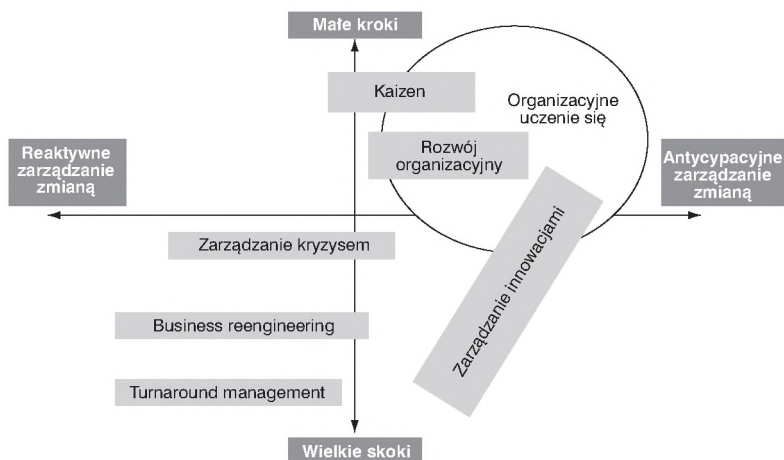 Małe kroki
Kaizen
Organizacyjne
uczenie się
Reaktywne
zarządzanie
zmianą
Rozwój
organizacyjny
Antycypacyjne
zarządzanie
zmianą
Zarządzanie kryzysem
Zarządzanie innowacjami
Business reengineering
Turnaround management
Wielkie skoki